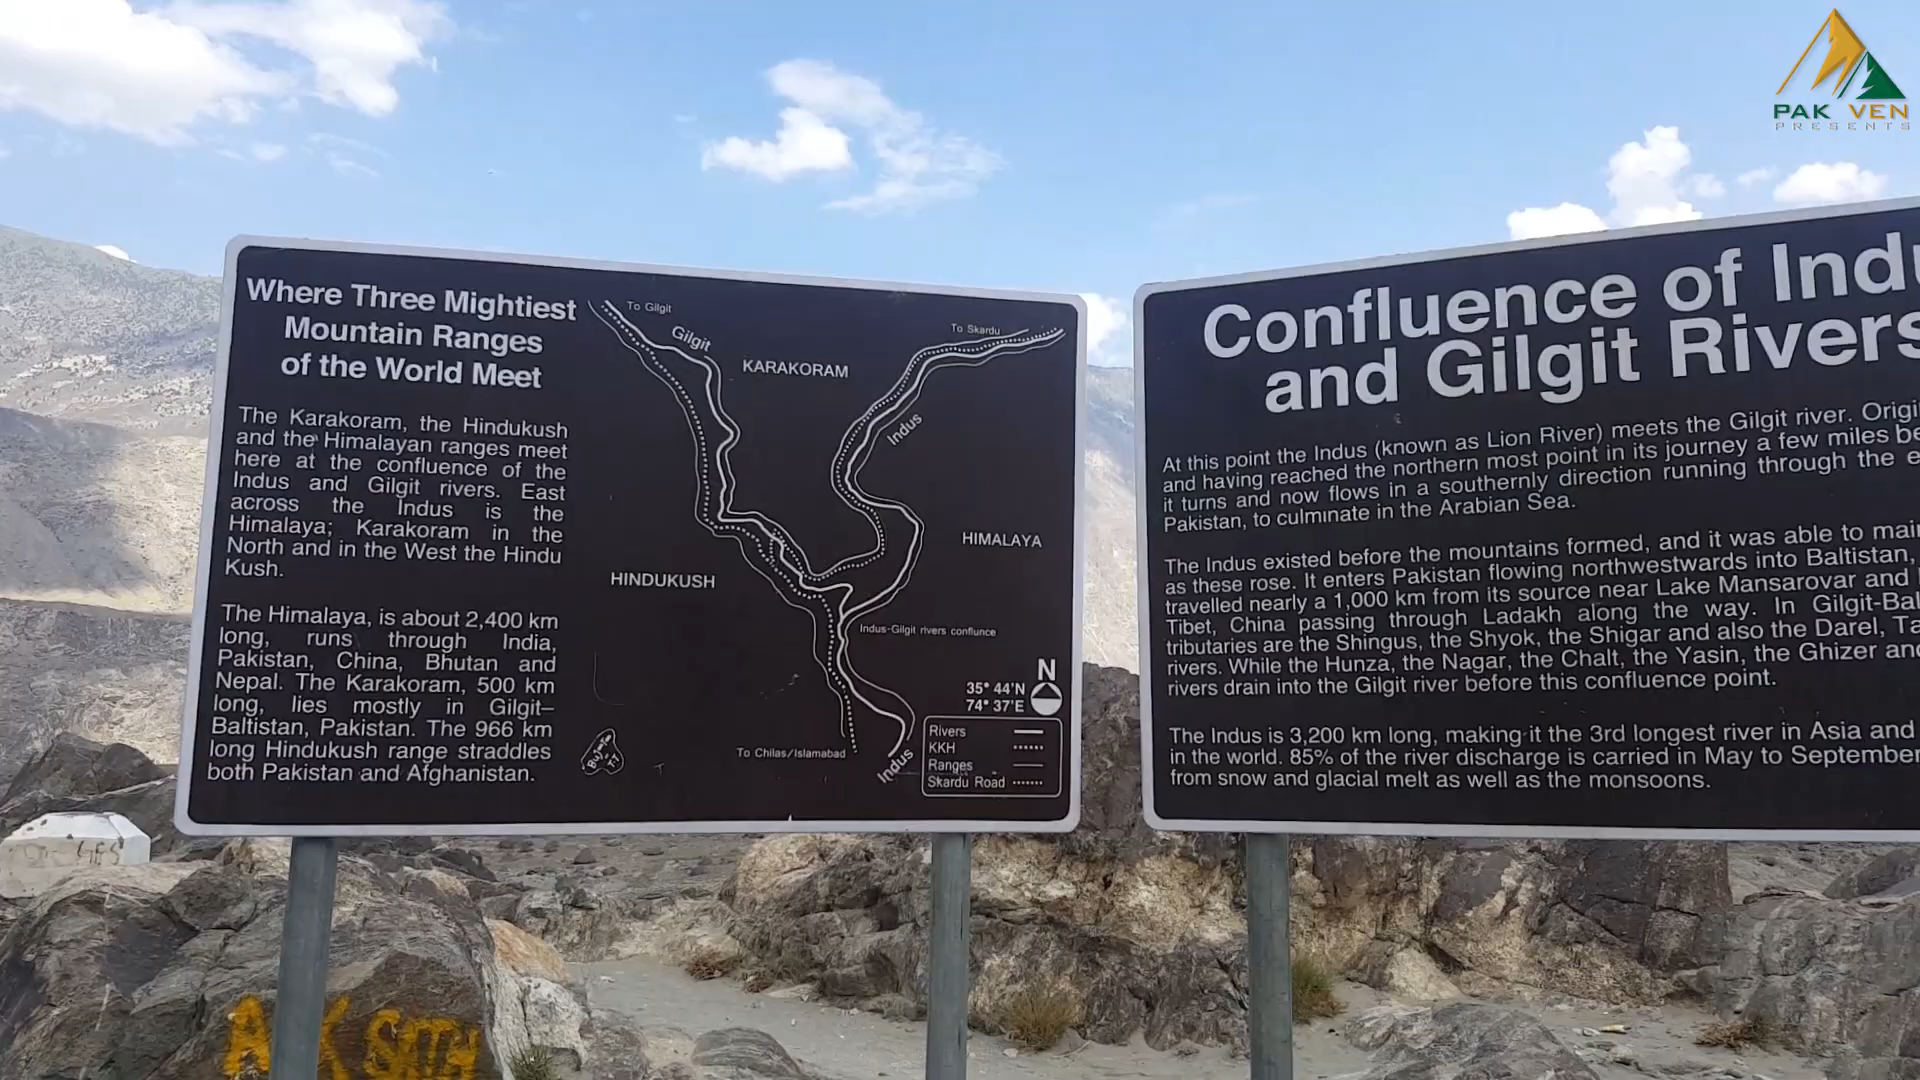 PAK VEN
PRESENTS
Where Three Mightiest
Mountain Ranges
of the World Meet
The Karakoram, the Hindukush
and the Himalayan ranges meet
here at the confluence of the
Indus and Gilgit rivers. East
across the Indus is the
Himalaya; Karakoram in the
North and in the West the Hindu
Kush.
The Himalaya, is about 2,400 km
long, runs through India,
Pakistan, China, Bhutan and
Nepal. The Karakoram, 500 km
long, lies mostly in Gilgit–
Baltistan, Pakistan. The 966 km
long Hindukush range straddles
both Pakistan and Afghanistan.
To Gilgit
Gilgit
KARAKORAM
To Skardu
Indus
HIMALAYA
HINDUKUSH
Indus-Gilgit rivers conflunce
N
35° 44'N
74° 37'E
Rivers
KKH
Ranges
Skardu Road
To Chilas/Islamabad
Indus
Confluence of Indu
and Gilgit Rivers
At this point the Indus (known as Lion River) meets the Gilgit river. Origi
and having reached the northern most point in its journey a few miles be
it turns and now flows in a southernly direction running through the e
Pakistan, to culminate in the Arabian Sea.
The Indus existed before the mountains formed, and it was able to mai
as these rose. It enters Pakistan flowing northwestwards into Baltistan,
travelled nearly a 1,000 km from its source near Lake Mansarovar and
Tibet, China passing through Ladakh along the way. In Gilgit-Bal
tributaries are the Shingus, the Shyok, the Shigar and also the Darel, Ta
rivers. While the Hunza, the Nagar, the Chalt, the Yasin, the Ghizer and
rivers drain into the Gilgit river before this confluence point.
The Indus is 3,200 km long, making it the 3rd longest river in Asia and
in the world. 85% of the river discharge is carried in May to September
from snow and glacial melt as well as the monsoons.